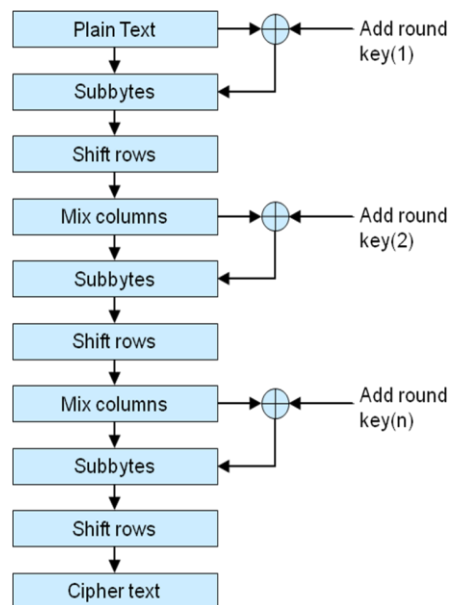 Plain Text
Add round
key(1)
Subbytes
Shift rows
Mix columns
Add round
key(2)
Subbytes
Shift rows
Mix columns
Add round
key(n)
Subbytes
Shift rows
Cipher text